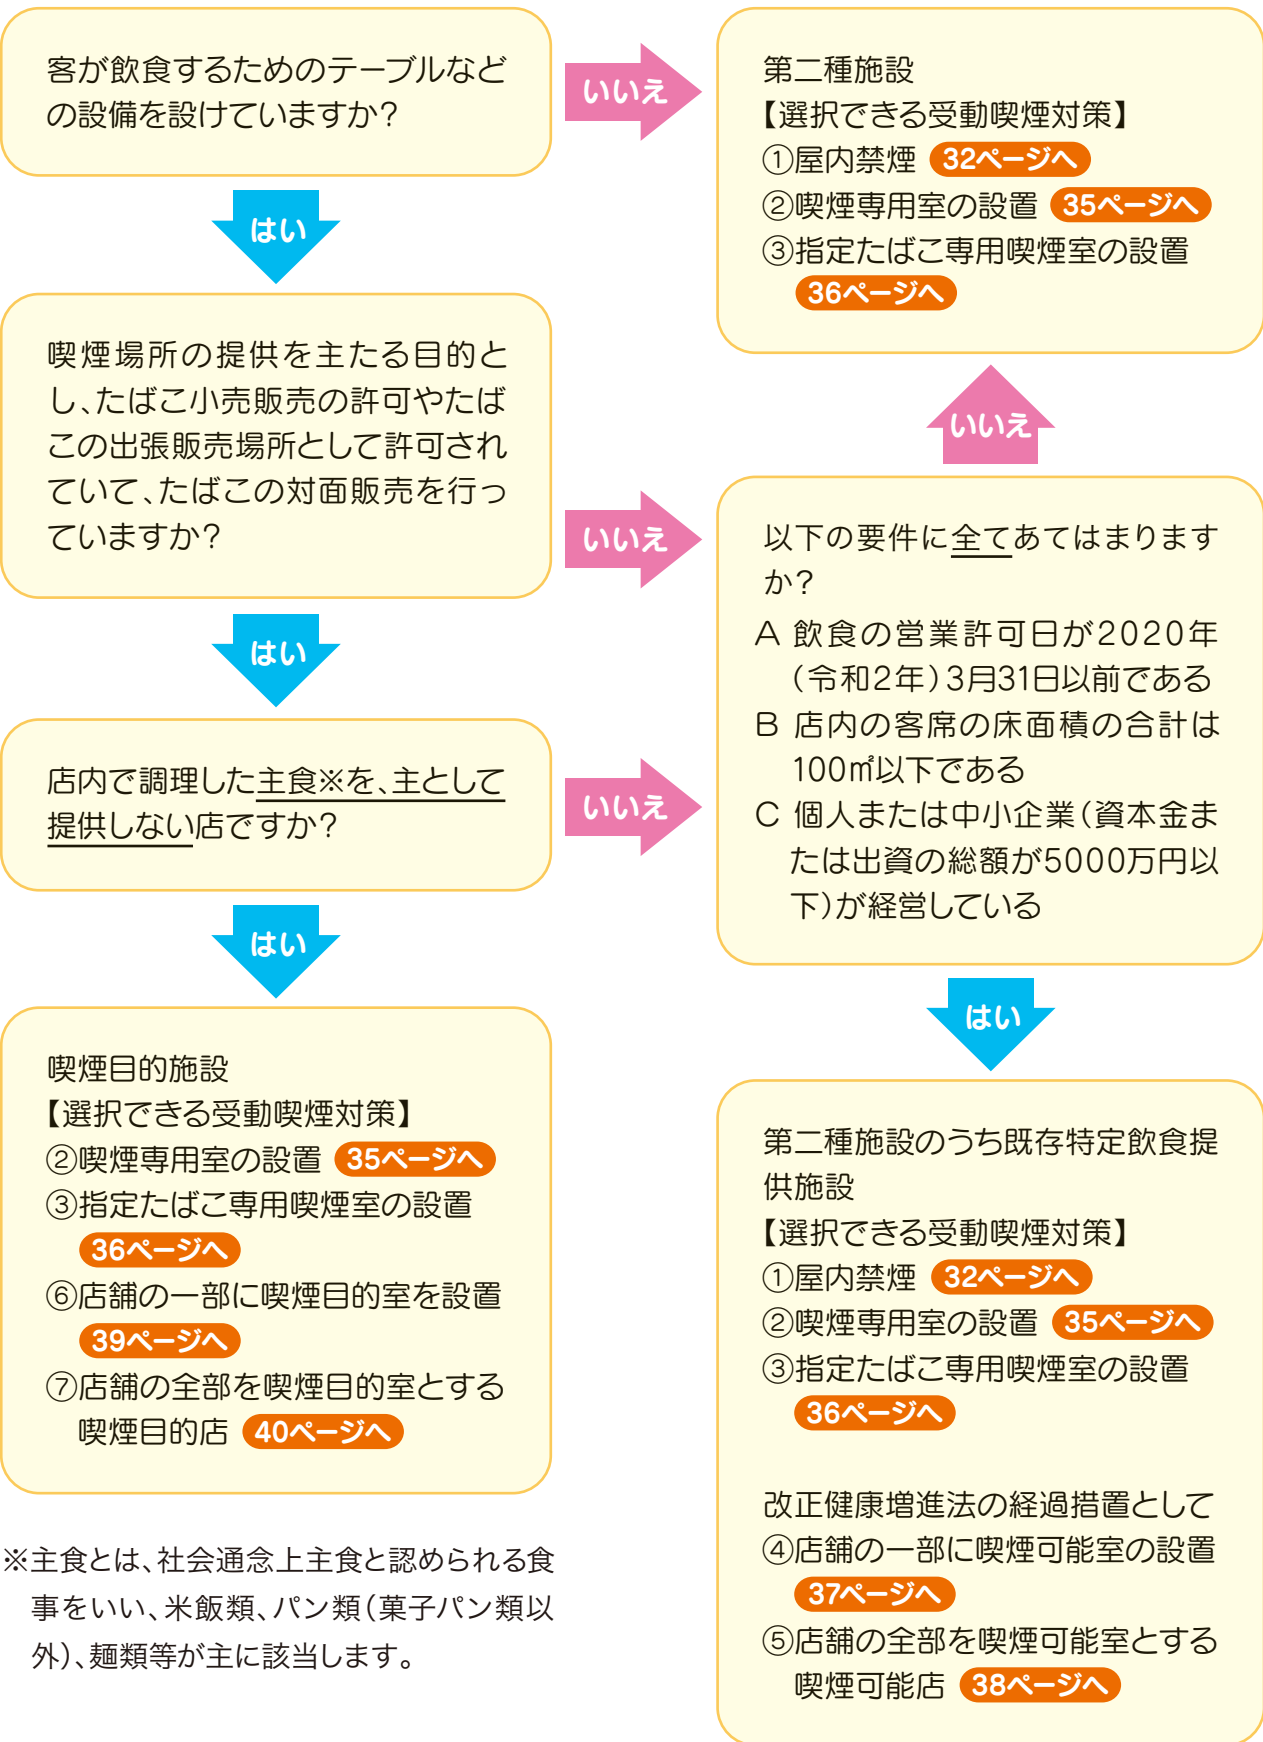 客が飲食するためのテーブルなど
の設備を設けていますか?
いいえ
第二種施設
【選択できる受動喫煙対策】
①屋内禁煙 32ページへ
②喫煙専用室の設置 35ページへ
③指定たばこ専用喫煙室の設置
36ページへ
はい
喫煙場所の提供を主たる目的と
し、たばこ小売販売の許可やたば
この出張販売場所として許可され
ていて、たばこの対面販売を行っ
ていますか?
いいえ
いいえ
以下の要件に全てあてはまります
か?
A 飲食の営業許可日が2020年
(令和2年)3月31日以前である
B 店内の客席の床面積の合計は
100㎡以下である
C 個人または中小企業(資本金ま
たは出資の総額が5000万円以
下)が経営している
はい
店内で調理した主食※を、主として
提供しない店ですか?
いいえ
はい
喫煙目的施設
【選択できる受動喫煙対策】
②喫煙専用室の設置 35ページへ
③指定たばこ専用喫煙室の設置
36ページへ
⑥店舗の一部に喫煙目的室を設置
39ページへ
⑦店舗の全部を喫煙目的室とする
喫煙目的店 40ページへ
はい
第二種施設のうち既存特定飲食提
供施設
【選択できる受動喫煙対策】
①屋内禁煙 32ページへ
②喫煙専用室の設置 35ページへ
③指定たばこ専用喫煙室の設置
36ページへ
改正健康増進法の経過措置として
④店舗の一部に喫煙可能室の設置
37ページへ
⑤店舗の全部を喫煙可能室とする
喫煙可能店 38ページへ
※主食とは、社会通念上主食と認められる食
事をいい、米飯類、パン類(菓子パン類以
外)、麺類等が主に該当します。